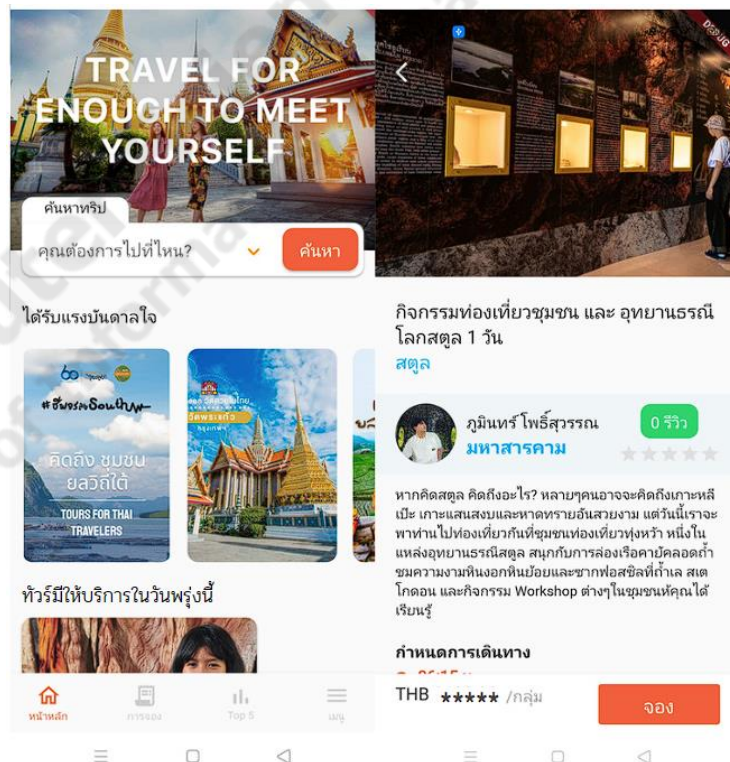 TRAVEL FOR
ENOUGH TO MEET
YOURSELF
ค้นหาทริป
คุณต้องการไปที่ไหน?
ค้นหา
ได้รับแรงบันดาลใจ
คิดถึง ชุมชน
ยลวิถีใต้
TOURS FOR THAI
TRAVELERS
วัดพระแก้ว
กรุงเทพฯ
ทัวร์มีให้บริการในวันพรุ่งนี้
หน้าหลัก
การจอง
Top 5
เมนู
DEBUG
กิจกรรมท่องเที่ยวชุมชน และ อุทยานธรณี
โลกสตูล 1 วัน
สตูล
ภูมินทร์ โพธิ์สุวรรณ
0 รีวิว
มหาสารคาม
หากคิดสตูล คิดถึงอะไร? หลายๆคนอาจจะคิดถึงเกาะหลี
เป๊ะ เกาะแสนสงบและหาดทรายอันสวยงาม แต่วันนี้เราจะ
พาท่านไปท่องเที่ยวกันที่ชุมชนท่องเที่ยวทุ่งหว้า หนึ่งใน
แหล่งอุทยานธรณีสตูล สนุกกับการล่องเรือคายัคลอดถ้ำ
ชมความงามหินงอกหินย้อยและซากฟอสซิลที่ถ้ำเล สเต
โกดอน และกิจกรรม Workshop ต่างๆในชุมชนห้คุณได้
เรียนรู้
กำหนดการเดินทาง
THB ***** /กลุ่ม
จอง